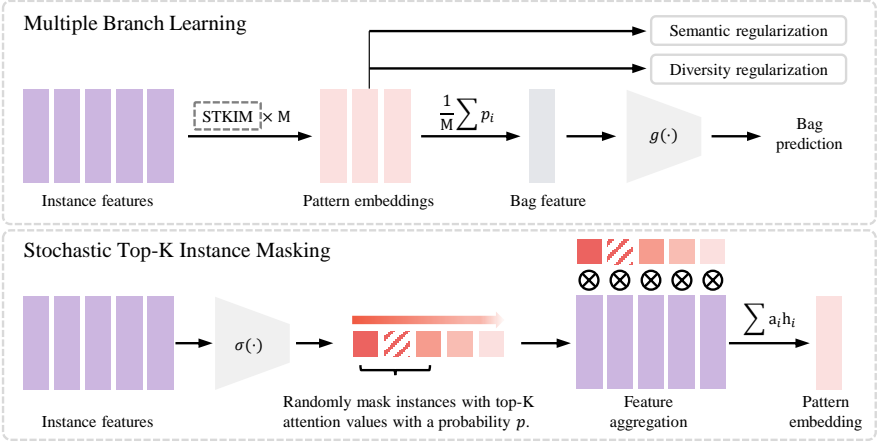 Multiple Branch Learning
Semantic regularization
Diversity regularization
STKIM × M
1/M ∑ p_i
g(·)
Bag
prediction
Instance features
Pattern embeddings
Bag feature
Stochastic Top-K Instance Masking
σ(·)
∑ a_i h_i
Randomly mask instances with top-K
attention values with a probability p.
Instance features
Feature
aggregation
Pattern
embedding